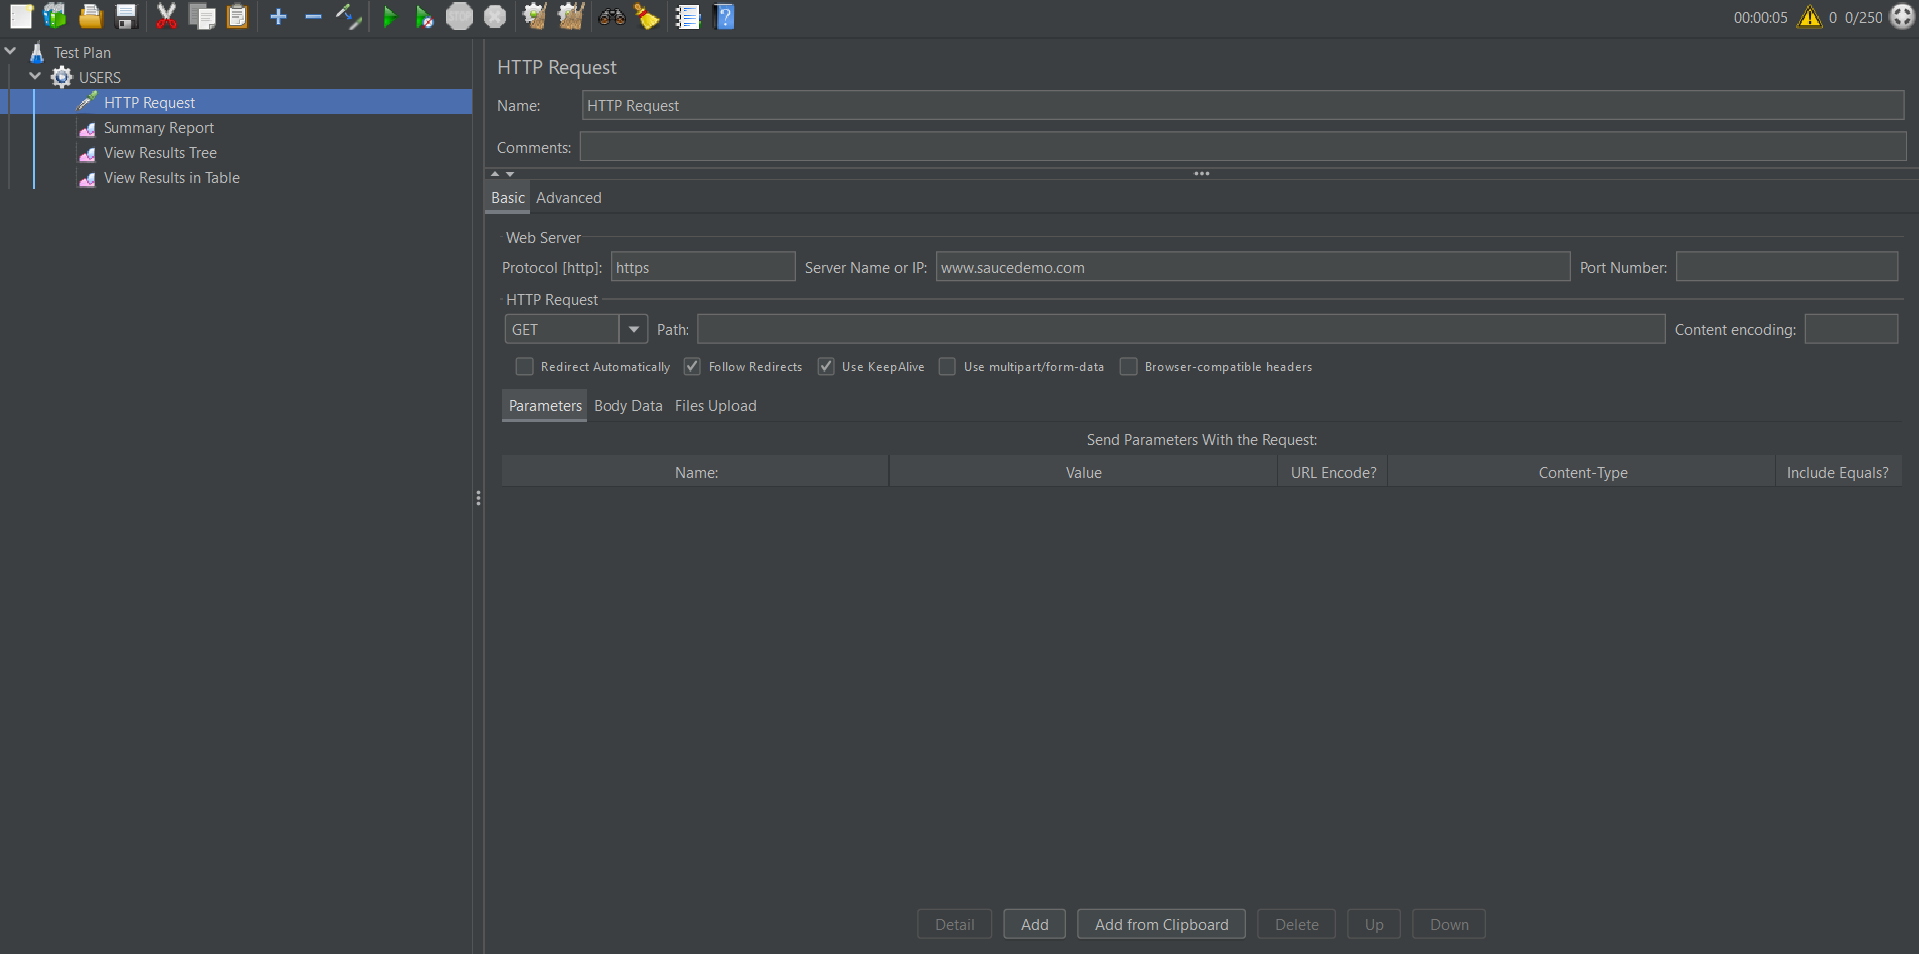 00:00:05 0 0/250
Test Plan
USERS
HTTP Request
Summary Report
View Results Tree
View Results in Table
HTTP Request
Name: HTTP Request
Comments:
Basic Advanced
Web Server
Protocol [http]: https Server Name or IP: www.saucedemo.com Port Number:
HTTP Request
GET Path: Content encoding:
Redirect Automatically Follow Redirects Use KeepAlive Use multipart/form-data Browser-compatible headers
Parameters Body Data Files Upload
Send Parameters With the Request:
Name: Value URL Encode? Content-Type Include Equals?
Detail Add Add from Clipboard Delete Up Down